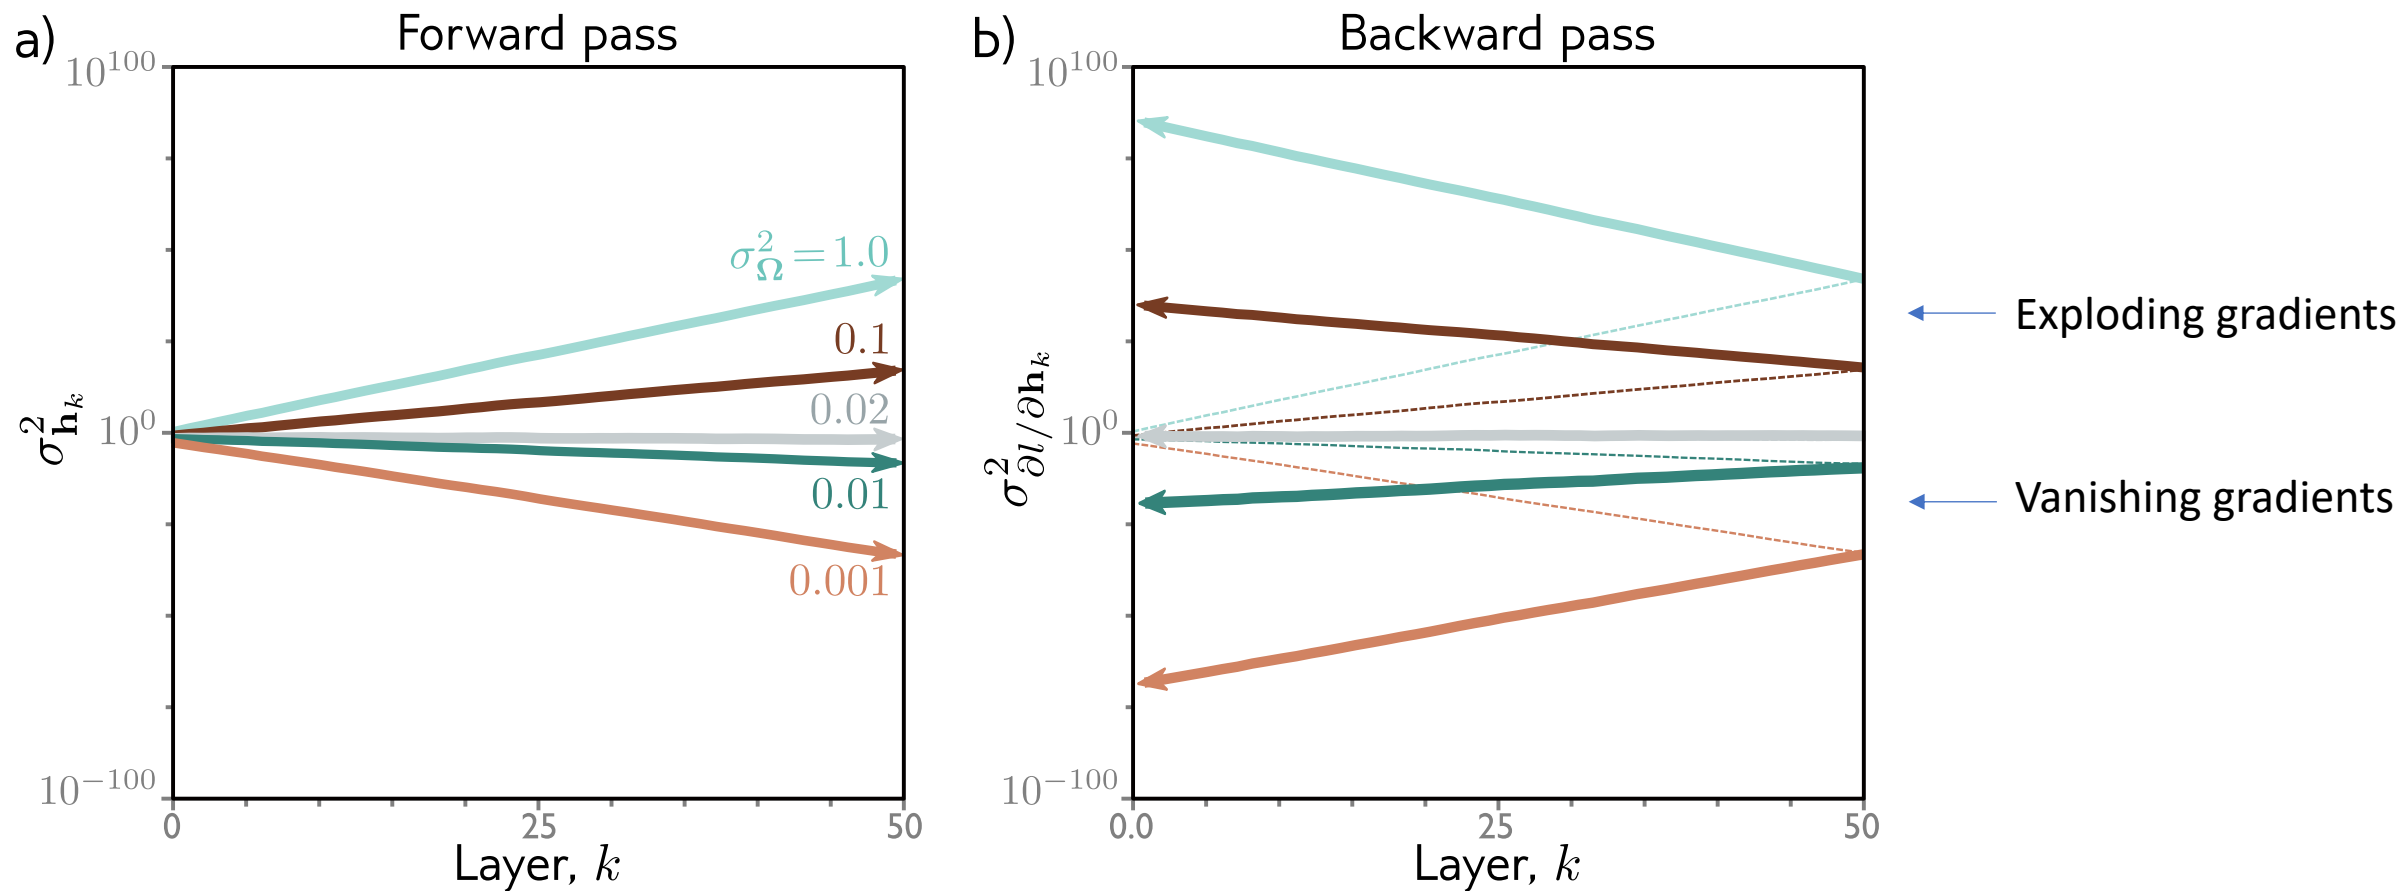 a)
Forward pass
10^100
10^0
10^−100
σ²_h_k
σ²_Ω = 1.0
0.1
0.02
0.01
0.001
0
25
50
Layer, k
b)
Backward pass
10^100
10^0
10^−100
σ²_∂l/∂h_k
0.0
25
50
Layer, k
Exploding gradients
Vanishing gradients